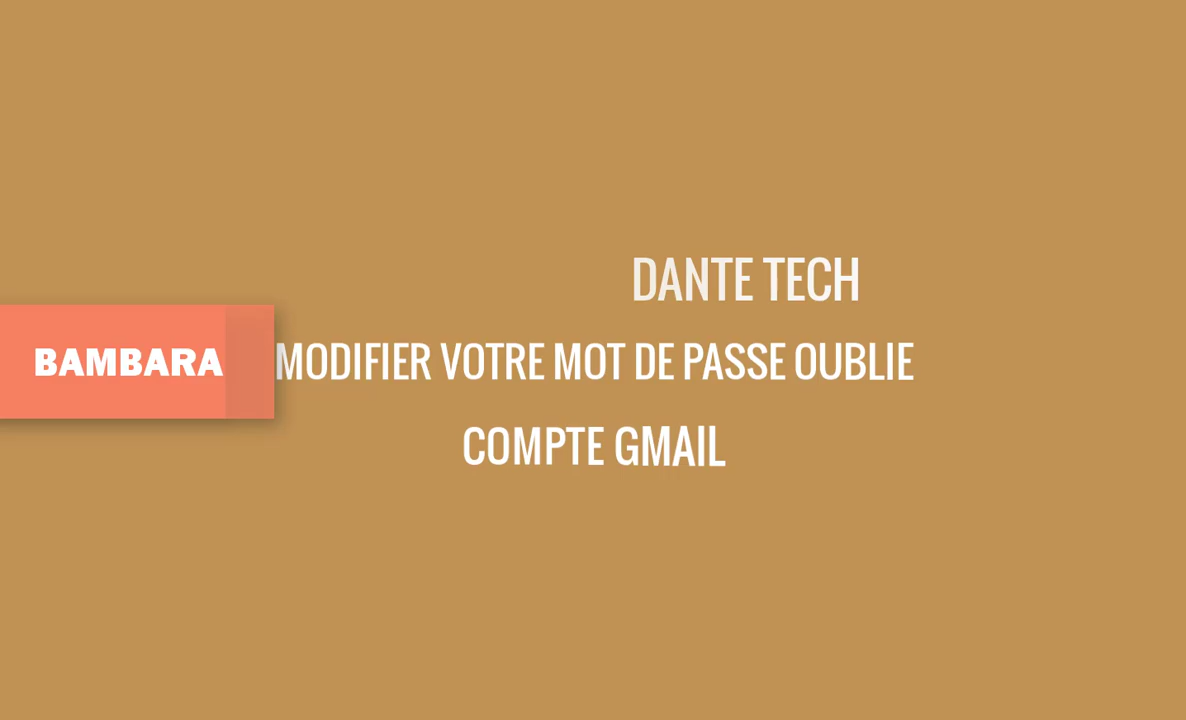 DANTE TECH
BAMBARA
MODIFIER VOTRE MOT DE PASSE OUBLIE
COMPTE GMAIL